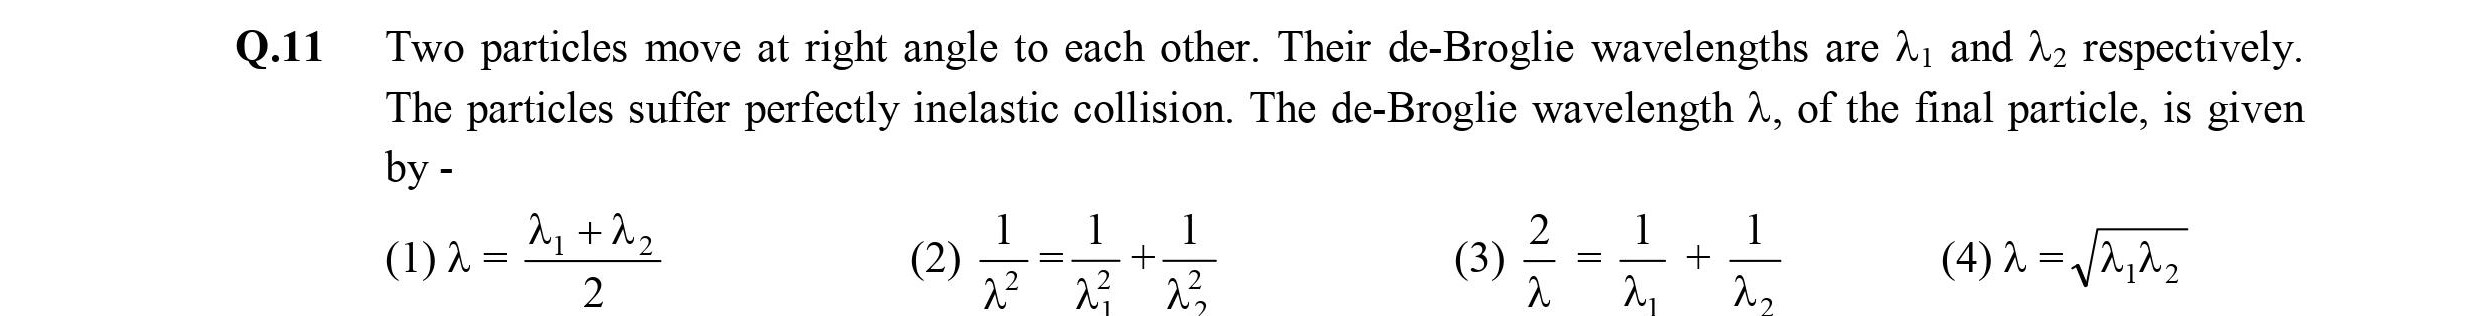 Q.11 Two particles move at right angle to each other. Their de-Broglie wavelengths are λ₁ and λ₂ respectively.
The particles suffer perfectly inelastic collision. The de-Broglie wavelength λ, of the final particle, is given
by -
(1) λ = (λ₁ + λ₂)/2 (2) 1/λ² = 1/λ₁² + 1/λ₂² (3) 2/λ = 1/λ₁ + 1/λ₂ (4) λ = √(λ₁λ₂)